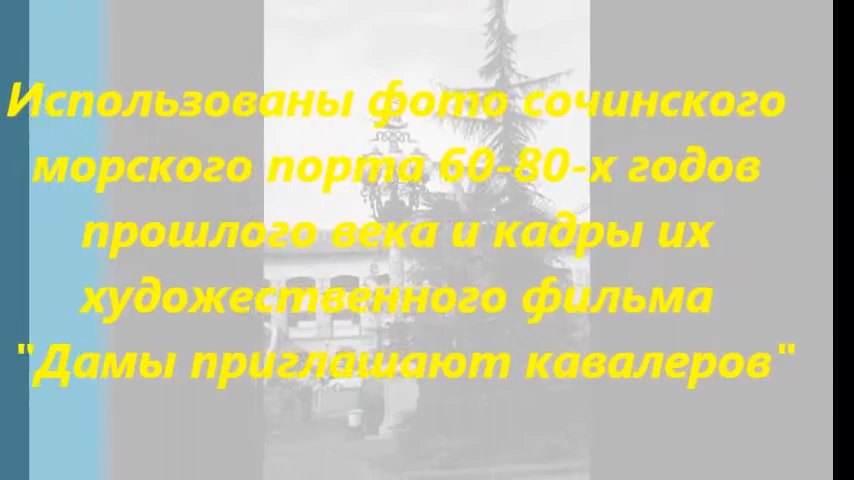 Использованы фото сочинского
морского порта 60-80-х годов
прошлого века и кадры их
художественного фильма
"Дамы приглашают кавалеров"